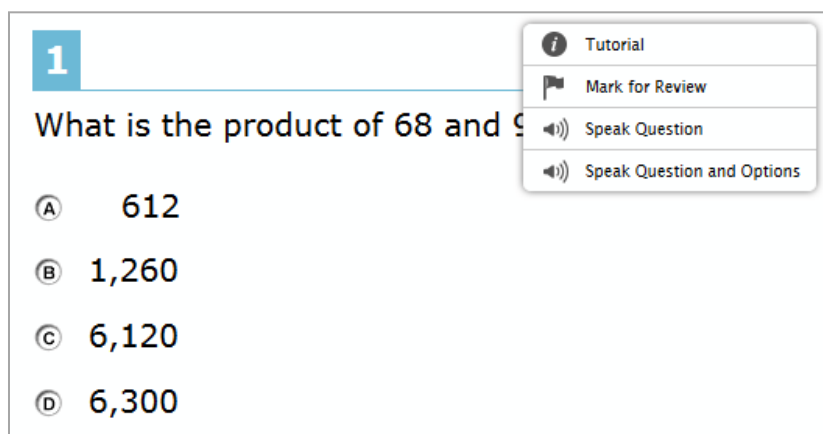 1
Tutorial
Mark for Review
What is the product of 68 and
Speak Question
Speak Question and Options
A 612
B 1,260
C 6,120
D 6,300